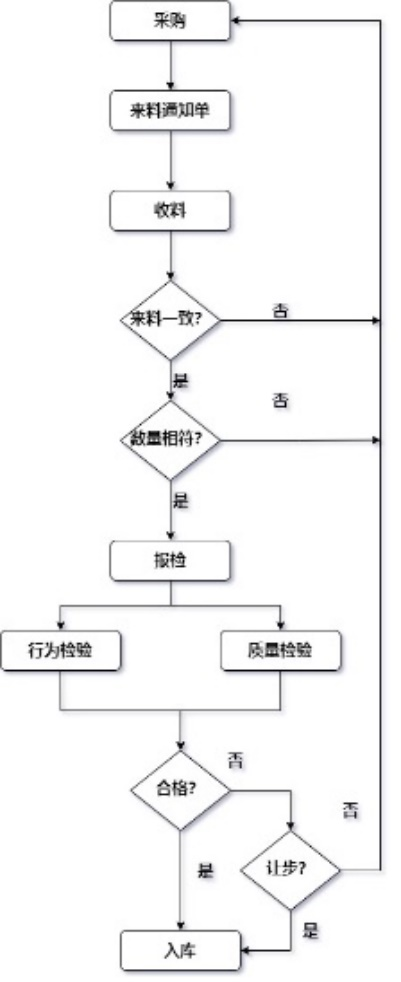 采购
来料通知单
收料
来料一致?
否
是
否
数量相符?
是
报检
行为检验
质量检验
否
合格?
否
让步?
是
是
入库